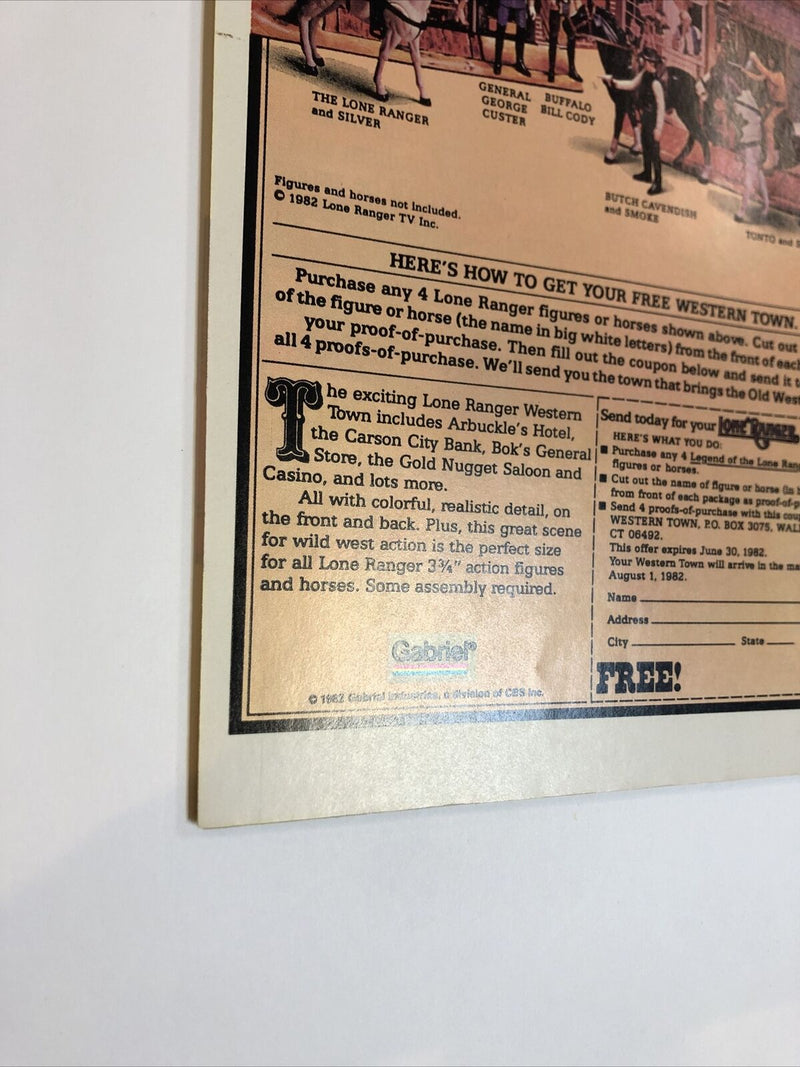 THE LONE RANGER
and SILVER
GENERAL
GEORGE
CUSTER
BUFFALO
BILL CODY
BUTCH CAVENDISH
and SMOKE
TONTO and
Figures and horses not included.
© 1982 Lone Ranger TV Inc.
HERE'S HOW TO GET YOUR FREE WESTERN TOWN.
Purchase any 4 Lone Ranger figures or horses shown above. Cut out
of the figure or horse (the name in big white letters) from the front of each
your proof-of-purchase. Then fill out the coupon below and send it
all 4 proofs-of-purchase. We'll send you the town that brings the Old West
The exciting Lone Ranger Western
Town includes Arbuckle's Hotel,
the Carson City Bank, Bok's General
Store, the Gold Nugget Saloon and
Casino, and lots more.
All with colorful, realistic detail, on
the front and back. Plus, this great scene
for wild west action is the perfect size
for all Lone Ranger 3¾" action figures
and horses. Some assembly required.
Gabriel®
© 1982 Gabriel Industries, a division of CBS Inc.
Send today for your LONE RANGER
HERE'S WHAT YOU DO:
■ Purchase any 4 Legend of the Lone
figures or horses.
■ Cut out the name of figure or horse (in
from front of each package as
■ Send 4 proofs-of-purchase with this
WESTERN TOWN, P.O. BOX 3075,
CT 06492.
This offer expires June 30, 1982.
Your Western Town will arrive in the
August 1, 1982.
Name
Address
City State
FREE!